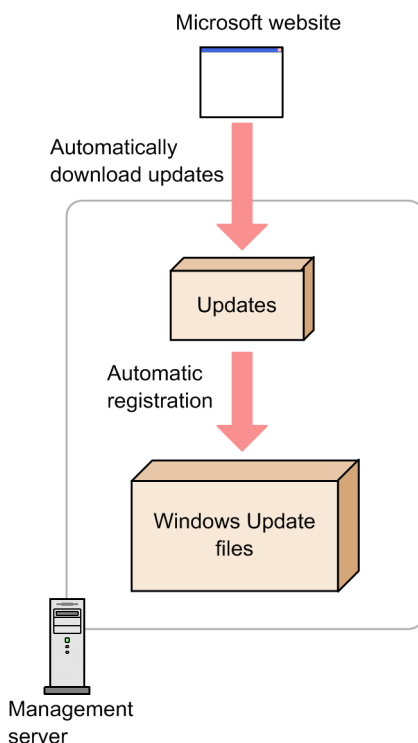 Microsoft website
Automatically
download updates
Updates
Automatic
registration
Windows Update
files
Management
server